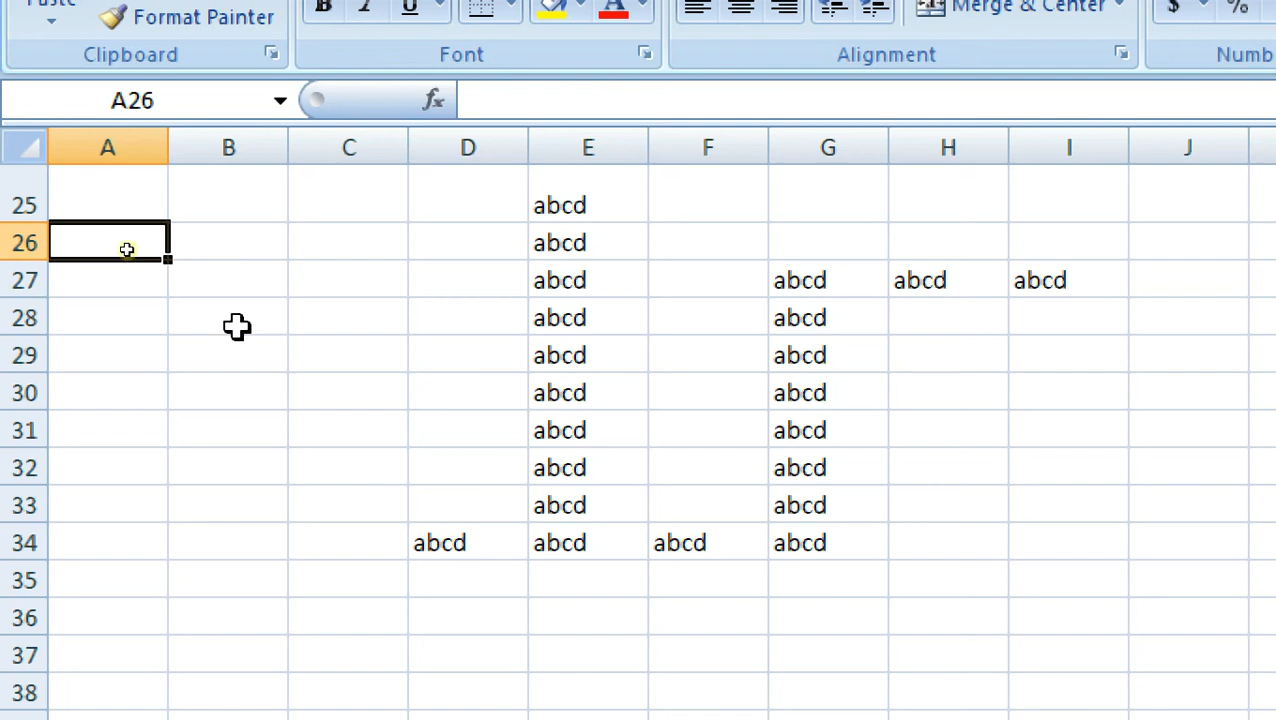 Paste Format Painter B I U A Merge & Center $ %
Clipboard Font Alignment Numb
A26 fx
A B C D E F G H I J
25 abcd
26 abcd
27 abcd abcd abcd abcd
28 abcd abcd
29 abcd abcd
30 abcd abcd
31 abcd abcd
32 abcd abcd
33 abcd abcd
34 abcd abcd abcd abcd
35
36
37
38